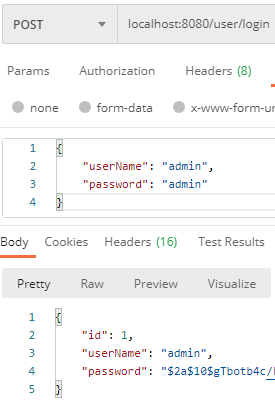 POST localhost:8080/user/login
Params Authorization Headers (8)
none form-data x-www-form-ur
1 {
2 "userName": "admin",
3 "password": "admin"
4 }
Body Cookies Headers (16) Test Results
Pretty Raw Preview Visualize
1 {
2 "id": 1,
3 "userName": "admin",
4 "password": "$2a$10$gTbotb4c/
5 }